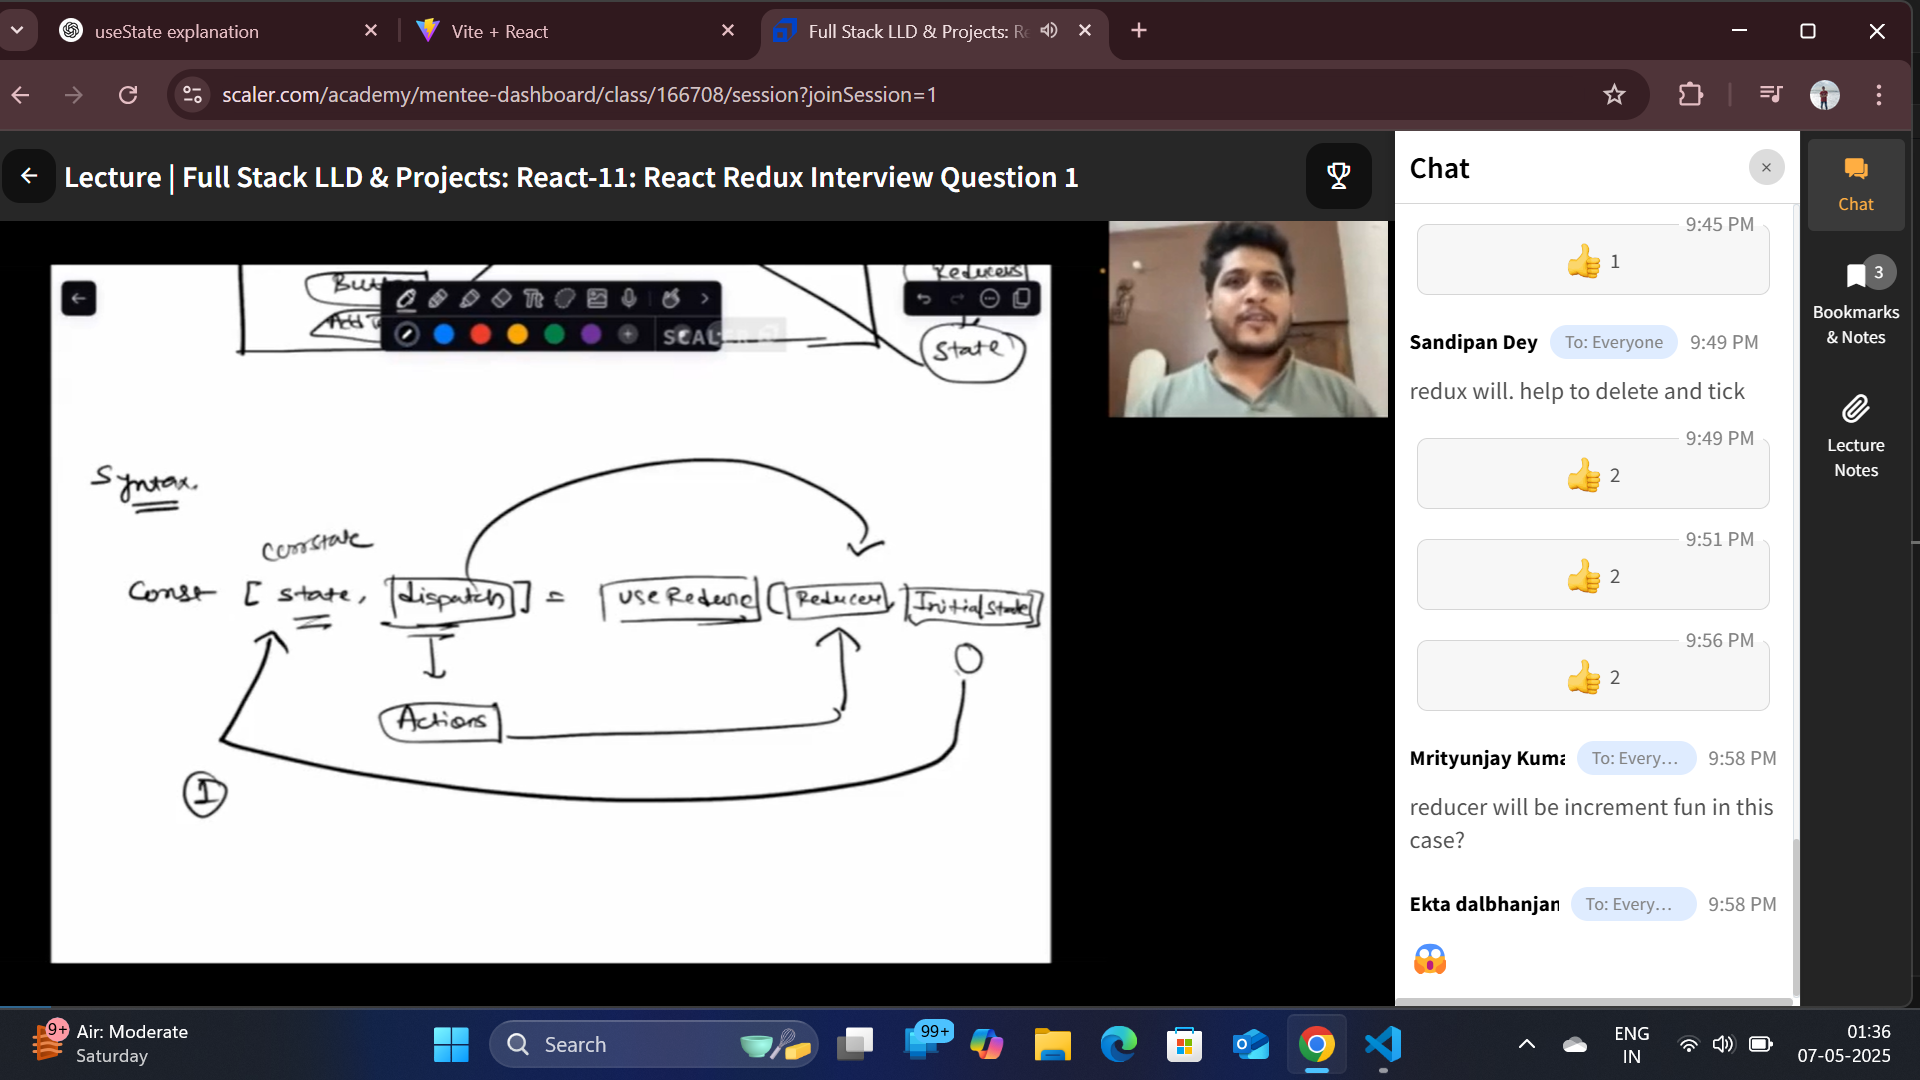 useState explanation
Vite + React
Full Stack LLD & Projects: Re
scaler.com/academy/mentee-dashboard/class/166708/session?joinSession=1
Lecture | Full Stack LLD & Projects: React-11: React Redux Interview Question 1
Reducers
State
SCALER
Syntax
Const [ state, dispatch ] = useReducer ( Reducer, InitialState
0
Actions
I
Chat
9:45 PM
1
Sandipan Dey To: Everyone 9:49 PM
redux will. help to delete and tick
9:49 PM
2
9:51 PM
2
9:56 PM
2
Mrityunjay Kuma To: Every... 9:58 PM
reducer will be increment fun in this
case?
Ekta dalbhanjan To: Every... 9:58 PM
Chat
3
Bookmarks
& Notes
Lecture
Notes
9+
Air: Moderate
Saturday
Search
99+
ENG
IN
01:36
07-05-2025